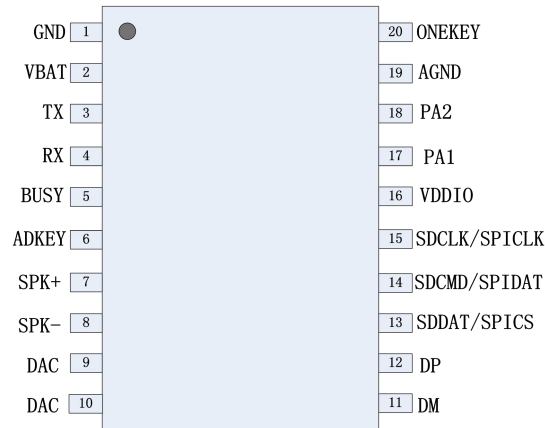 GND 1 20 ONEKEY
VBAT 2 19 AGND
TX 3 18 PA2
RX 4 17 PA1
BUSY 5 16 VDDIO
ADKEY 6 15 SDCLK/SPICLK
SPK+ 7 14 SDCMD/SPIDAT
SPK- 8 13 SDDAT/SPICS
DAC 9 12 DP
DAC 10 11 DM